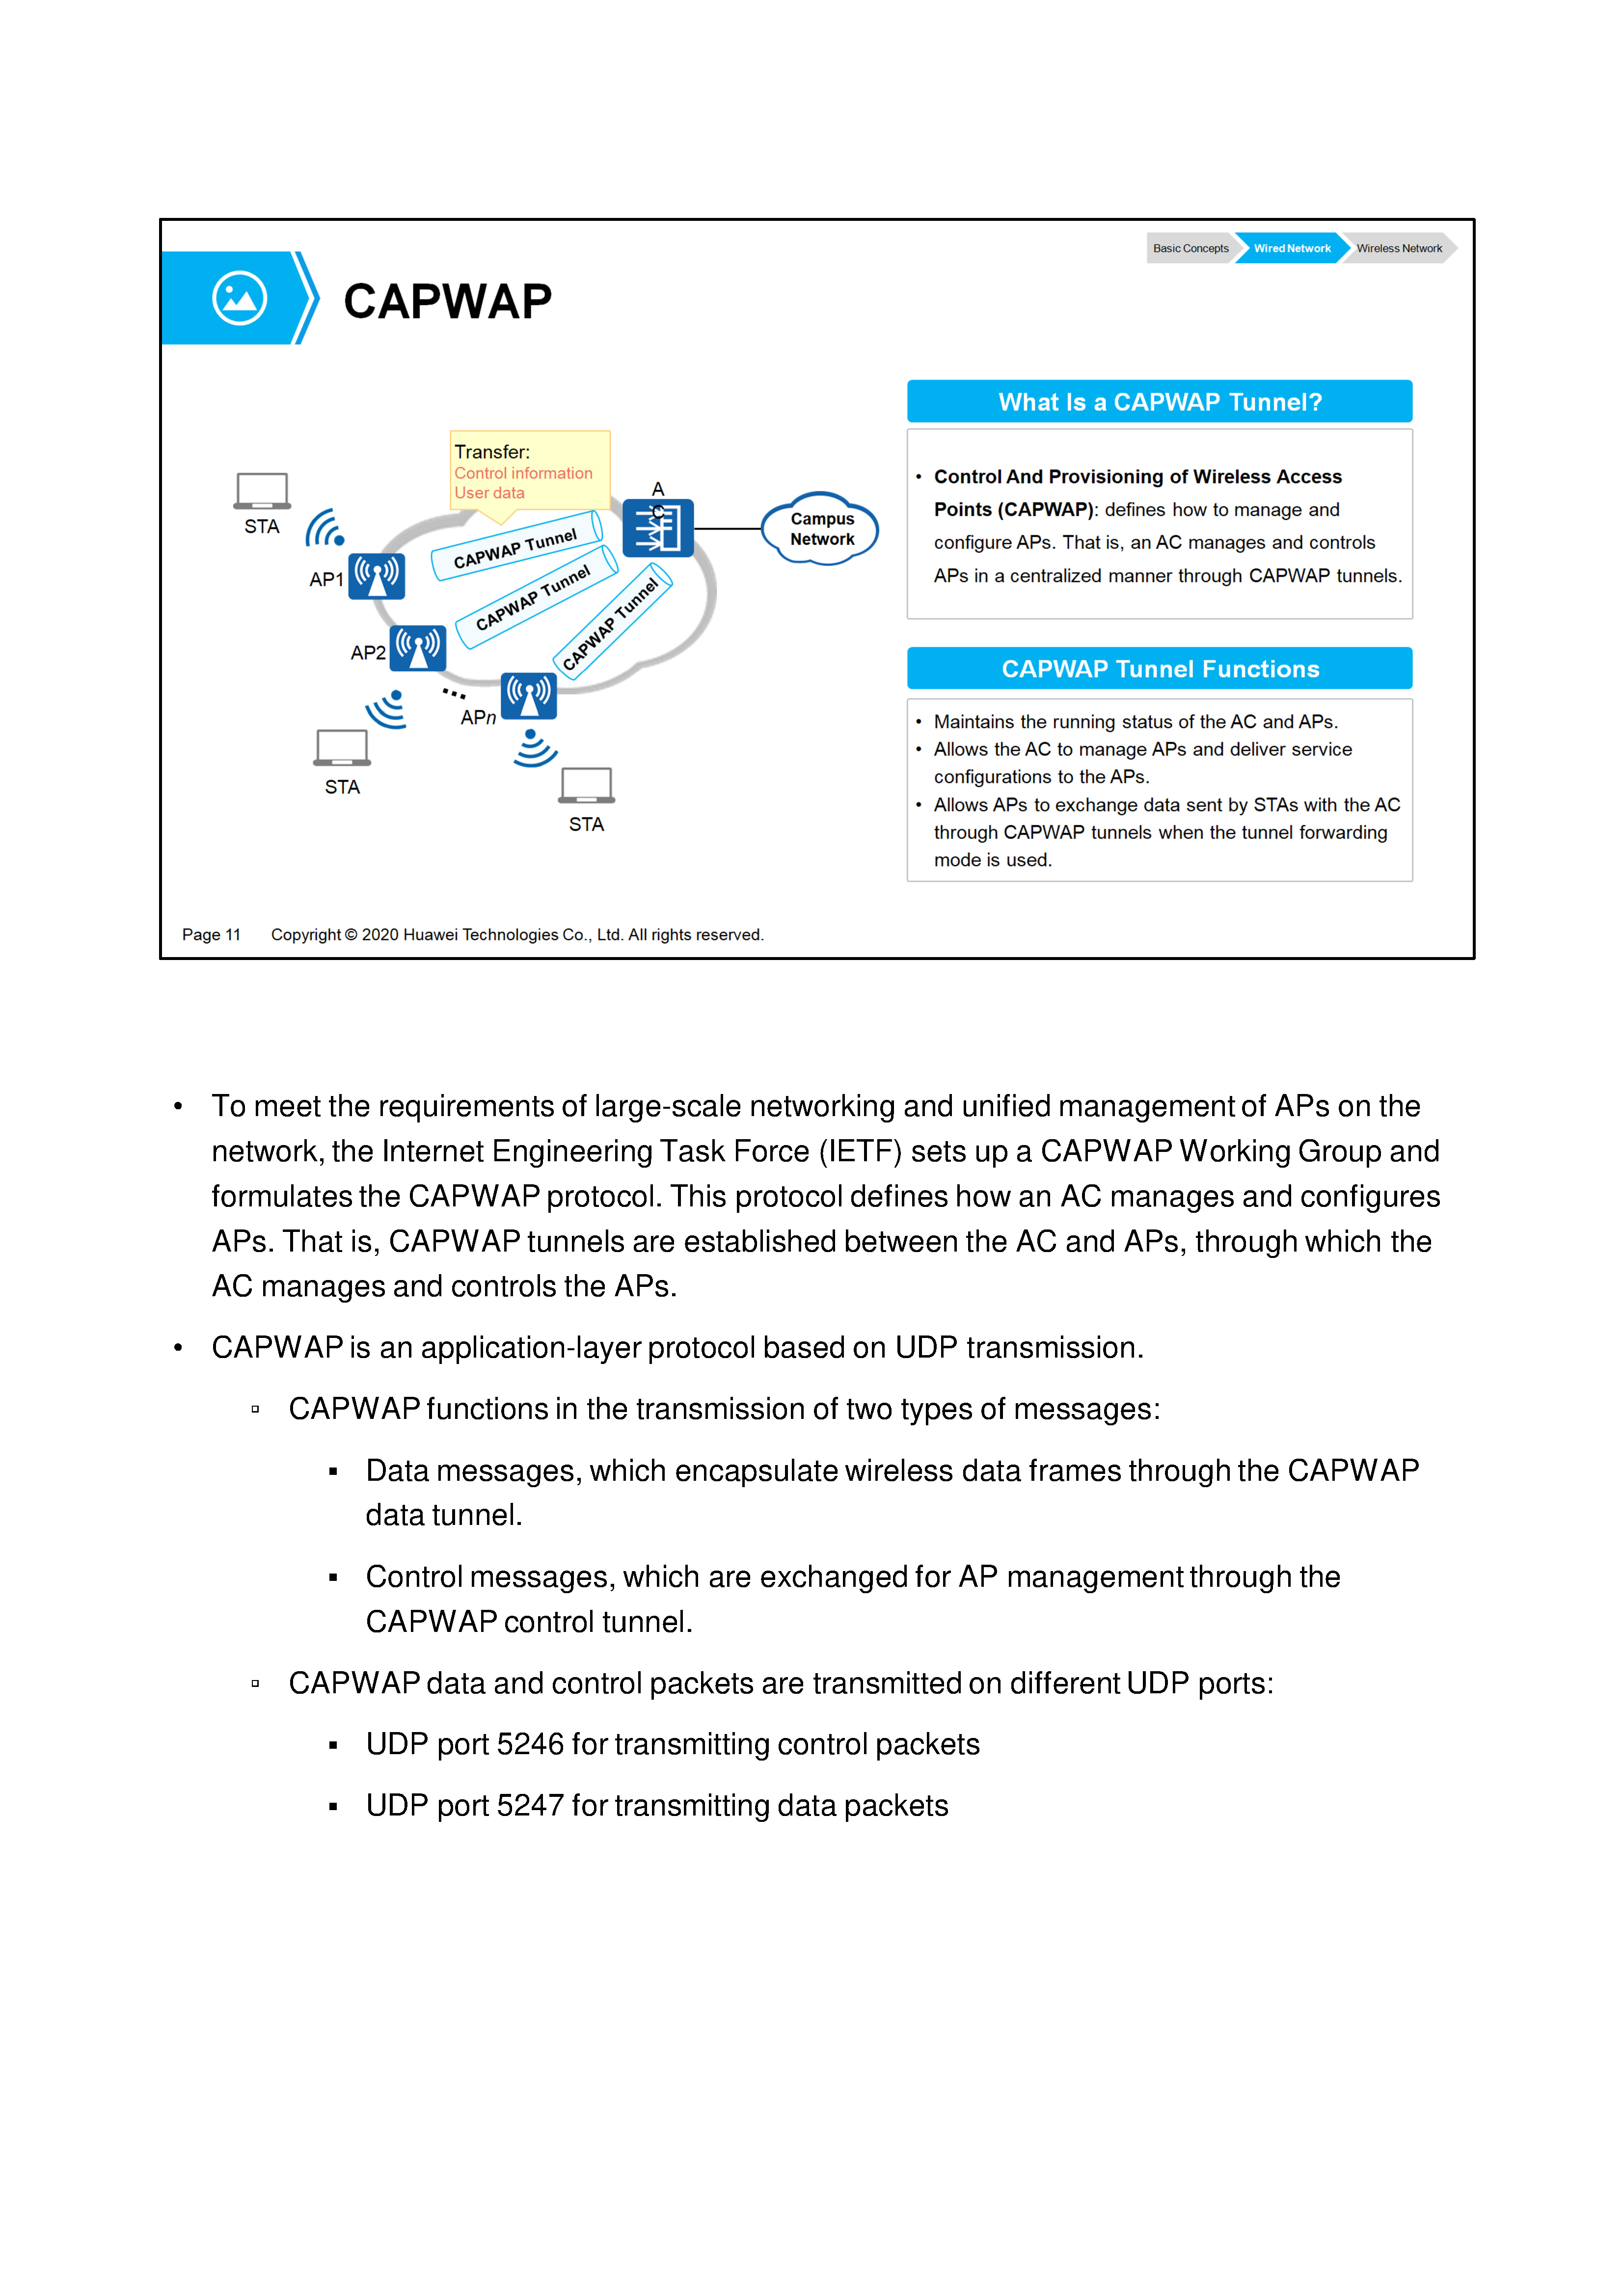 Basic Concepts
Wired Network
Wireless Network
CAPWAP
Transfer:
Control information
User data
STA
AP1
AP2
APn
STA
STA
CAPWAP Tunnel
CAPWAP Tunnel
CAPWAP Tunnel
AC
Campus
Network
What Is a CAPWAP Tunnel?
• Control And Provisioning of Wireless Access
Points (CAPWAP): defines how to manage and
configure APs. That is, an AC manages and controls
APs in a centralized manner through CAPWAP tunnels.
CAPWAP Tunnel Functions
• Maintains the running status of the AC and APs.
• Allows the AC to manage APs and deliver service
configurations to the APs.
• Allows APs to exchange data sent by STAs with the AC
through CAPWAP tunnels when the tunnel forwarding
mode is used.
Page 11 Copyright © 2020 Huawei Technologies Co., Ltd. All rights reserved.
• To meet the requirements of large-scale networking and unified management of APs on the
network, the Internet Engineering Task Force (IETF) sets up a CAPWAP Working Group and
formulates the CAPWAP protocol. This protocol defines how an AC manages and configures
APs. That is, CAPWAP tunnels are established between the AC and APs, through which the
AC manages and controls the APs.
• CAPWAP is an application-layer protocol based on UDP transmission.
▫ CAPWAP functions in the transmission of two types of messages:
▪ Data messages, which encapsulate wireless data frames through the CAPWAP
data tunnel.
▪ Control messages, which are exchanged for AP management through the
CAPWAP control tunnel.
▫ CAPWAP data and control packets are transmitted on different UDP ports:
▪ UDP port 5246 for transmitting control packets
▪ UDP port 5247 for transmitting data packets